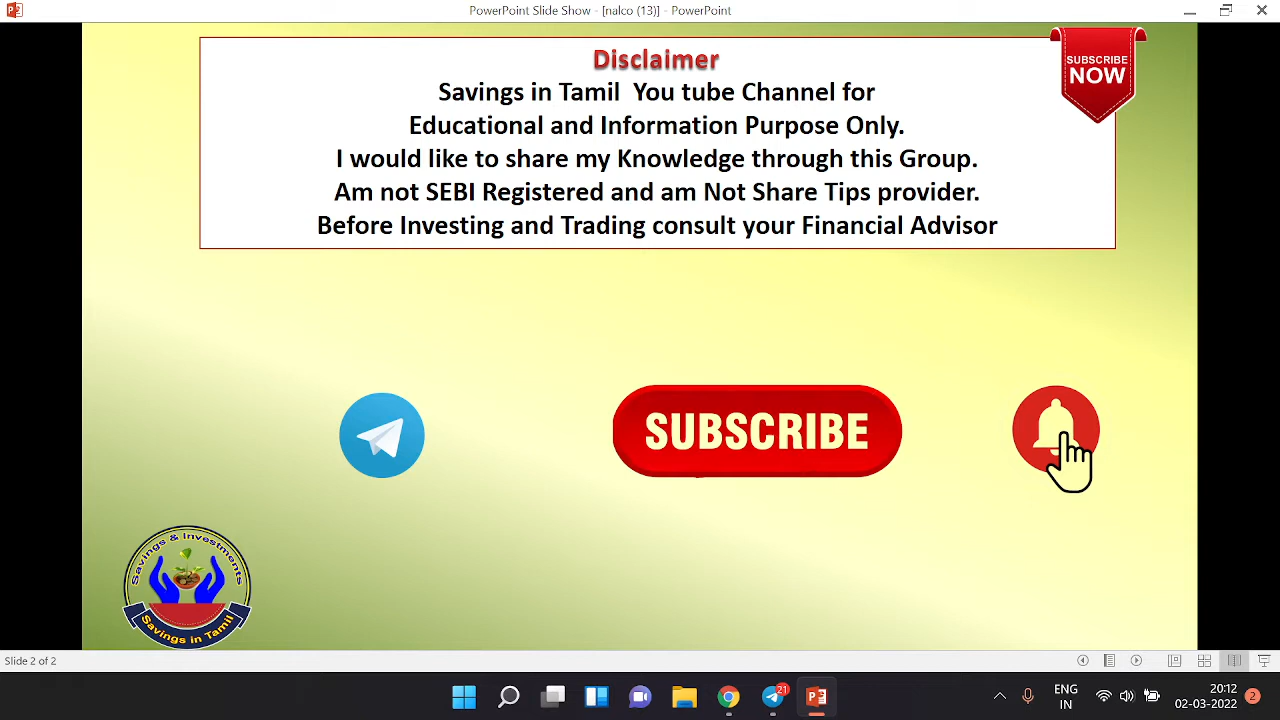 PowerPoint Slide Show - [nalco (13)] - PowerPoint
Disclaimer
Savings in Tamil You tube Channel for
Educational and Information Purpose Only.
I would like to share my Knowledge through this Group.
Am not SEBI Registered and am Not Share Tips provider.
Before Investing and Trading consult your Financial Advisor
SUBSCRIBE
NOW
SUBSCRIBE
Savings & Investments
Savings in Tamil
Slide 2 of 2
21
ENG
IN
20:12
02-03-2022
2